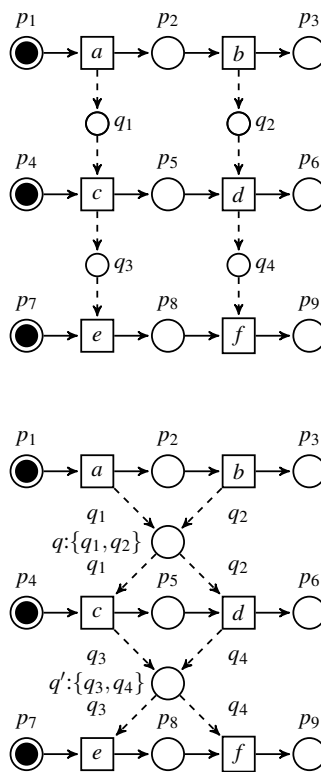 p₁ p₂ p₃
a b
q₁ q₂
p₄ p₅ p₆
c d
q₃ q₄
p₇ p₈ p₉
e f
p₁ p₂ p₃
a b
q₁ q₂
q:{q₁, q₂}
p₄ q₁ p₅ q₂ p₆
c d
q₃ q₄
q′:{q₃, q₄}
p₇ q₃ p₈ q₄ p₉
e f